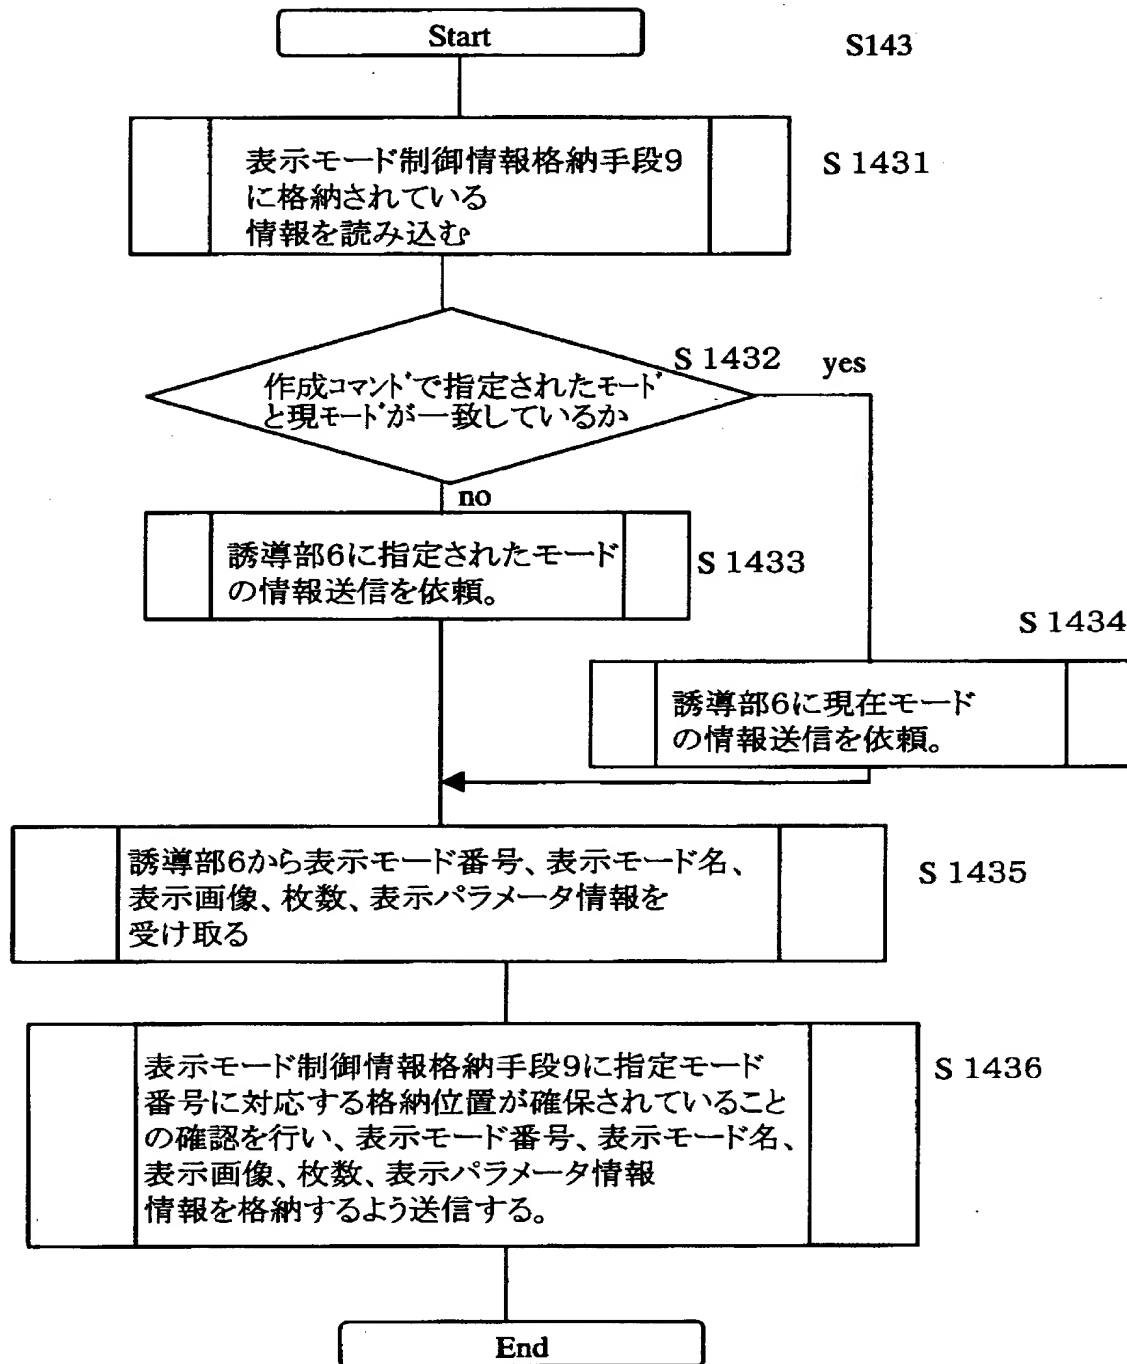 Start
S143
表示モード制御情報格納手段9
に格納されている
情報を読み込む
S 1431
S 1432
yes
作成コマンドで指定されたモード
と現モードが一致しているか
no
誘導部6に指定されたモード
の情報送信を依頼。
S 1433
S 1434
誘導部6に現在モード
の情報送信を依頼。
誘導部6から表示モード番号、表示モード名、
表示画像、枚数、表示パラメータ情報を
受け取る
S 1435
表示モード制御情報格納手段9に指定モード
番号に対応する格納位置が確保されていること
の確認を行い、表示モード番号、表示モード名、
表示画像、枚数、表示パラメータ情報
情報を格納するよう送信する。
S 1436
End